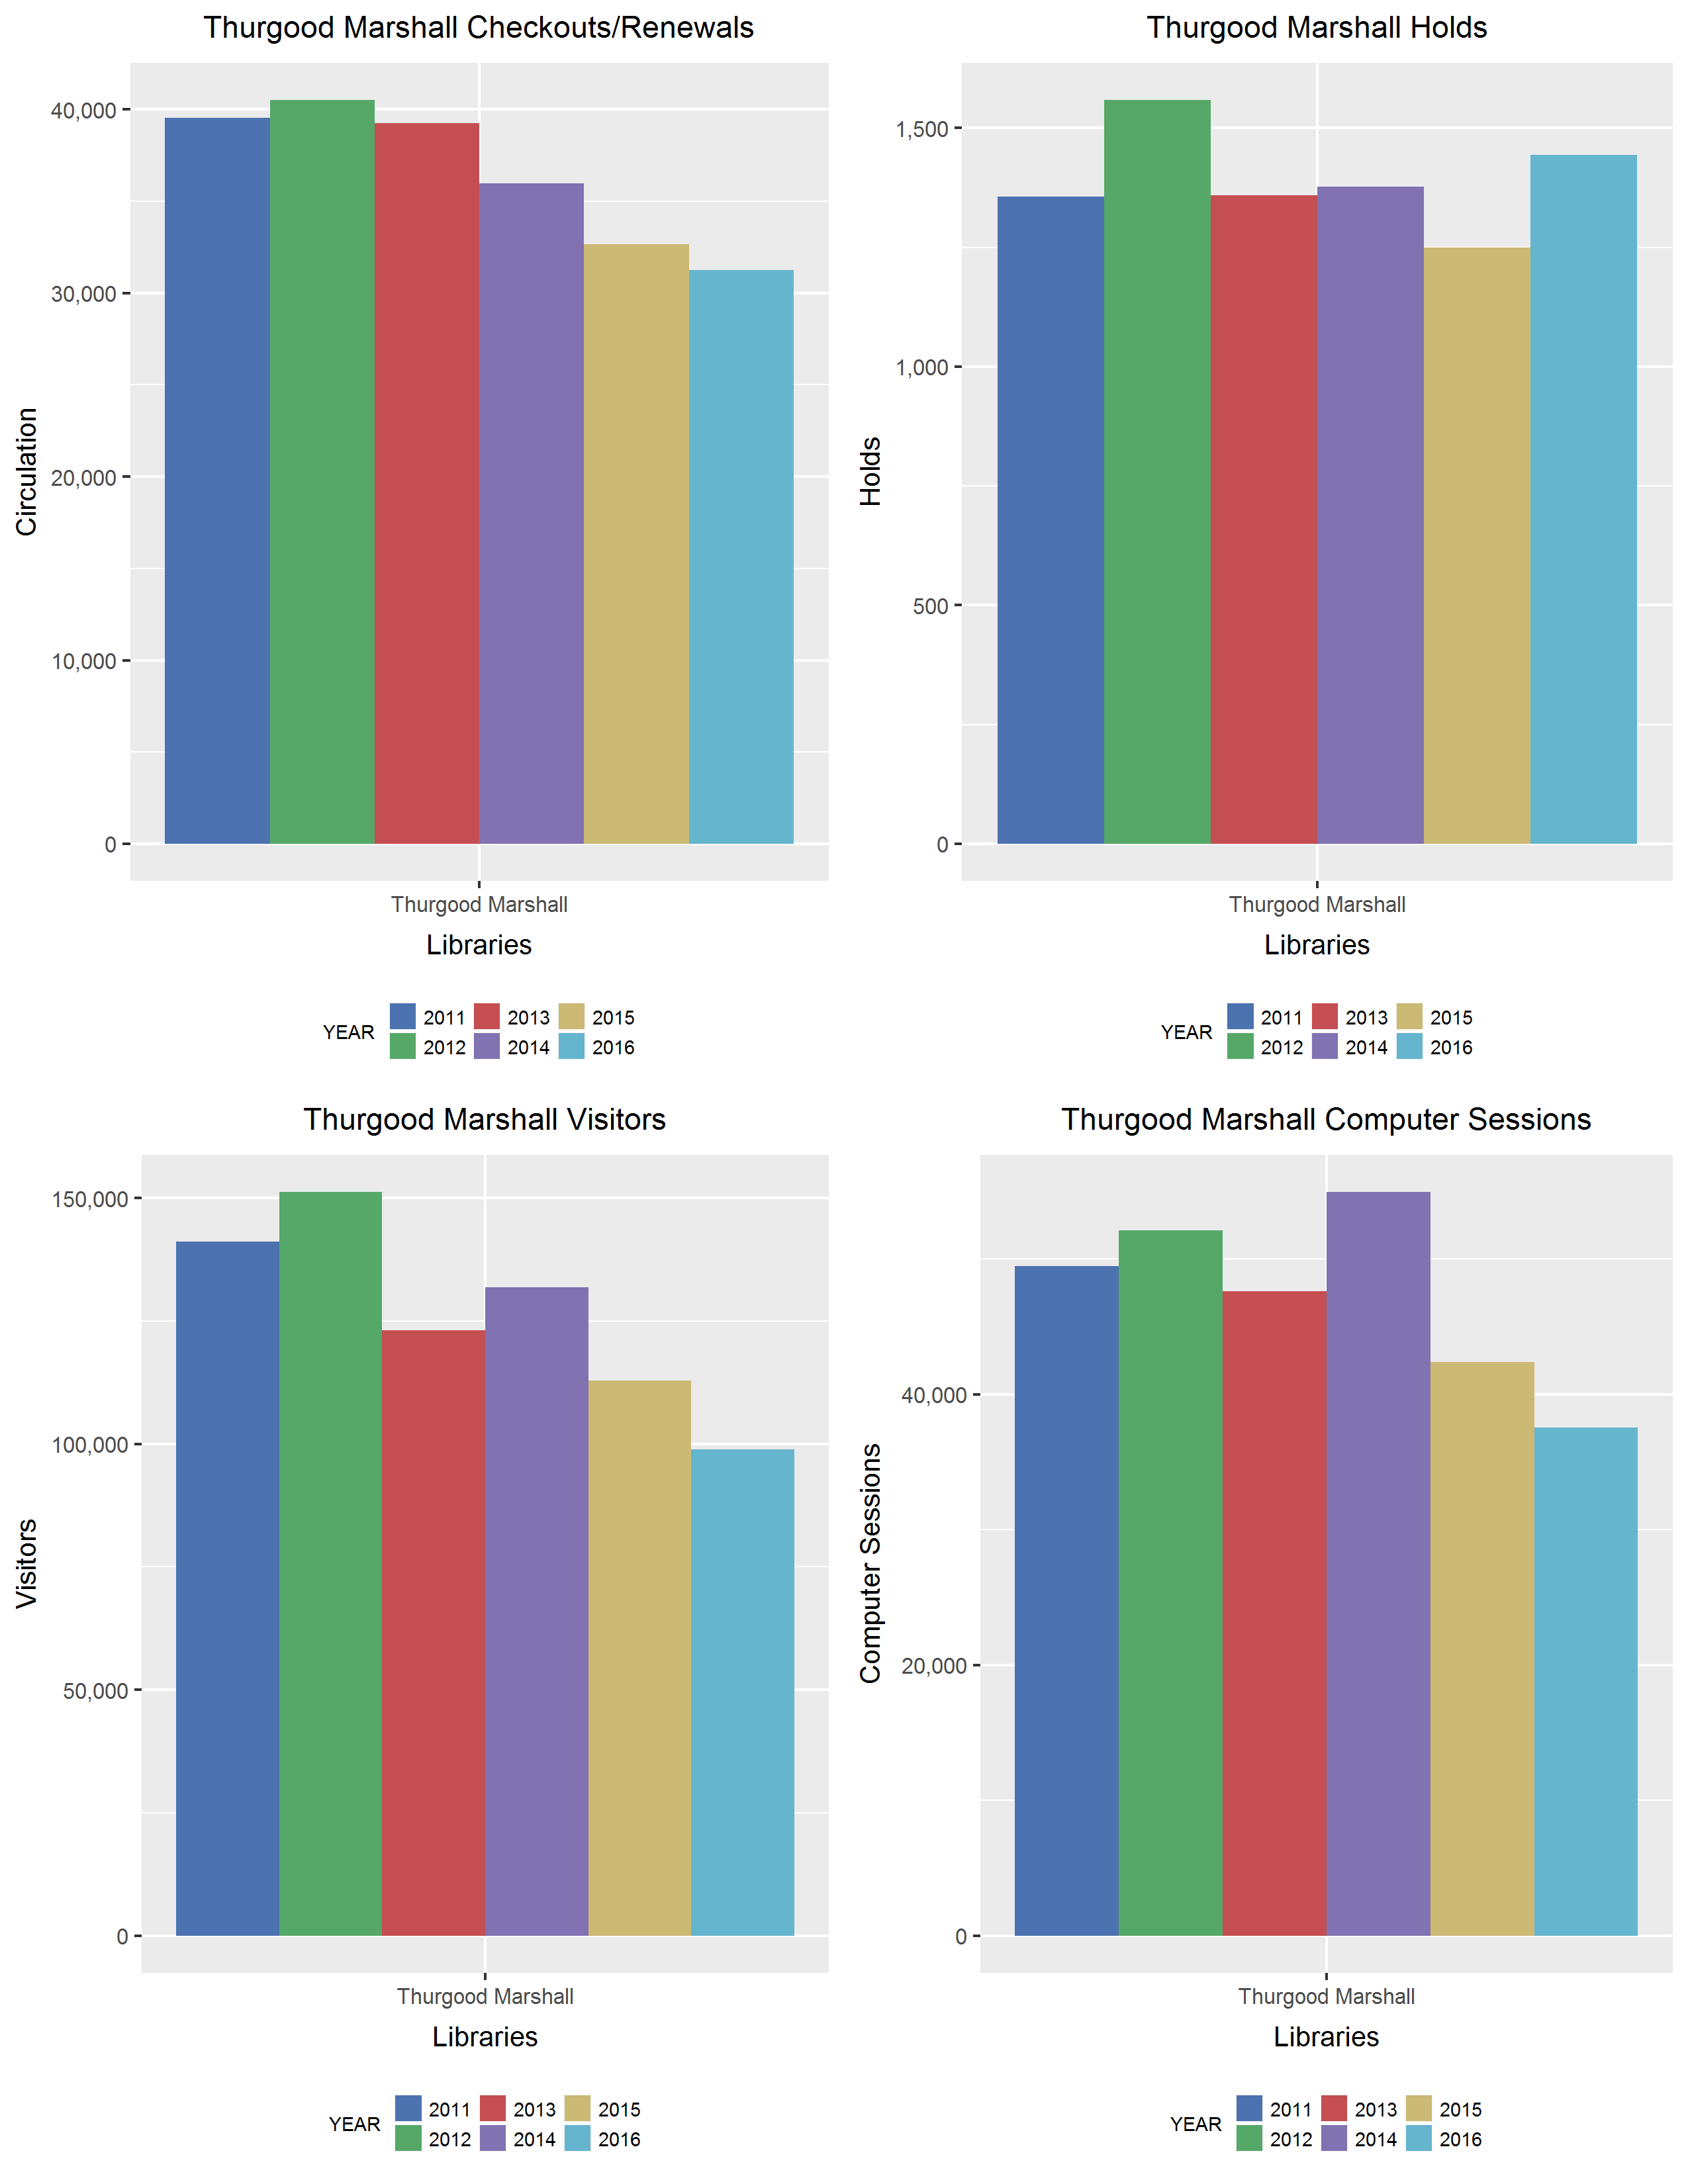 Thurgood Marshall Checkouts/Renewals
Circulation
40,000
30,000
20,000
10,000
0
Thurgood Marshall
Libraries
YEAR
2011 2013 2015
2012 2014 2016
Thurgood Marshall Holds
Holds
1,500
1,000
500
0
Thurgood Marshall
Libraries
YEAR
2011 2013 2015
2012 2014 2016
Thurgood Marshall Visitors
Visitors
150,000
100,000
50,000
0
Thurgood Marshall
Libraries
YEAR
2011 2013 2015
2012 2014 2016
Thurgood Marshall Computer Sessions
Computer Sessions
40,000
20,000
0
Thurgood Marshall
Libraries
YEAR
2011 2013 2015
2012 2014 2016